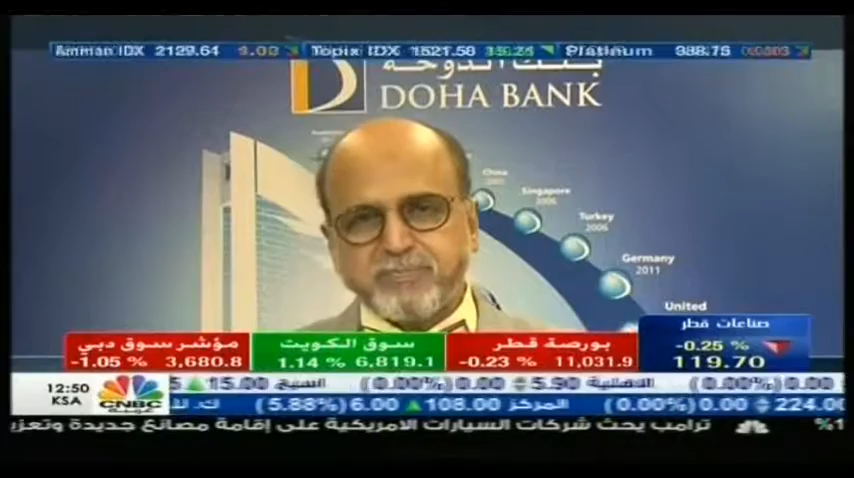 Amman IDX 2129.64 Topix IDX 1521.58 Platinum
بنك الدوحة
DOHA BANK
China
Singapore
2006
Turkey
2006
Germany
2011
United
صناعات قطر
-0.25 %
119.70
بورصة قطر
-0.23 % 11,031.9
سوق الكويت
1.14 % 6,819.1
مؤشر سوق دبي
-1.05 % 3,680.8
12:50
KSA
CNBC
15.00 السيح (0.00%) 0.00 5.90 الاهلية (0.00%) 0.00
(5.88%) 6.00 108.00 المركز (0.00%) 0.00 224.00
ترامب يحث شركات السيارات الامريكية على إقامة مصانع جديدة وتعزيز